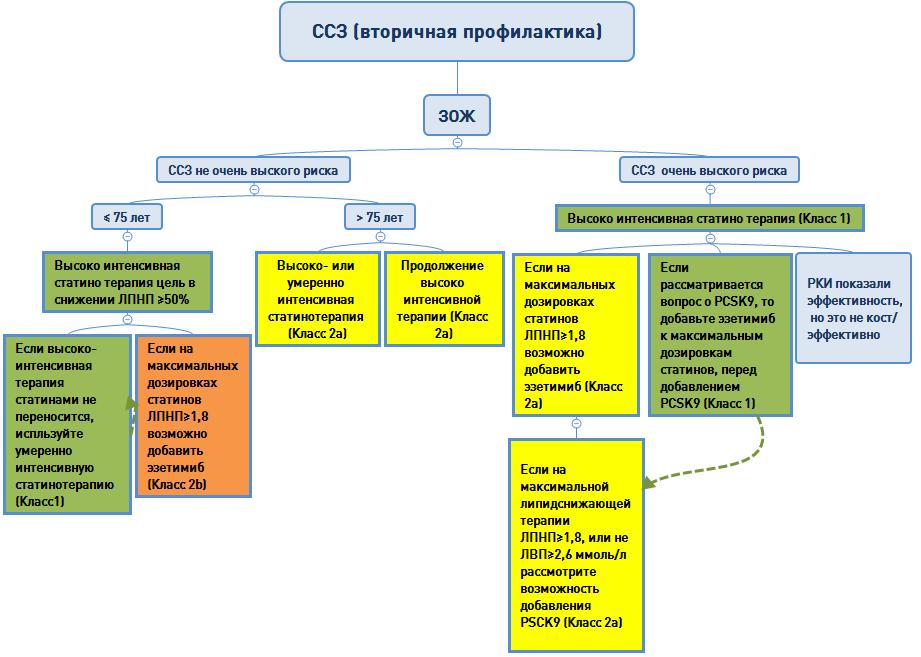 ССЗ (вторичная профилактика)
ЗОЖ
ССЗ не очень выского риска
ССЗ очень выского риска
⩽ 75 лет
> 75 лет
Высоко интенсивная статино терапия (Класс 1)
Высоко интенсивная
статино терапия цель в
снижении ЛПНП ≥50%
Высоко- или
умеренно
интенсивная
статинотерапия
(Класс 2a)
Продолжение
высоко
интенсивной
терапии (Класс
2a)
Если на
максимальных
дозировках
статинов
ЛПНП≥1,8
возможно
добавить
эзетимиб (Класс
2a)
Если
рассматривается
вопрос о PCSK9, то
добавьте эзетимиб
к максимальным
дозировкам
статинов, перед
добавлением
PCSK9 (Класс 1)
РКИ показали
эффективность,
но это не кост/
эффективно
Если высоко-
интенсивная
терапия
статинами не
переносится,
испльзуйте
умеренно
интенсивную
статинотерапию
(Класс1)
Если на
максимальных
дозировках
статинов
ЛПНП≥1,8
возможно
добавить
эзетимиб
(Класс 2b)
Если на
максимальной
липидснижающей
терапии
ЛПНП≥1,8, или не
ЛВП≥2,6 ммоль/л
рассмотрите
возможность
добавления
PSCK9 (Класс 2a)